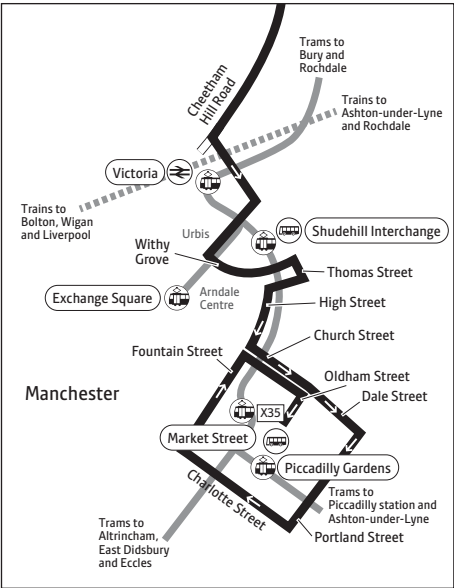 Trams to
Bury and
Rochdale
Cheetham
Hill Road
Trains to
Ashton-under-Lyne
and Rochdale
Victoria
Trains to
Bolton, Wigan
and Liverpool
Urbis
Shudehill Interchange
Withy
Grove
Thomas Street
Exchange Square
Arndale
Centre
High Street
Church Street
Fountain Street
Oldham Street
Dale Street
Manchester
X35
Market Street
Piccadilly Gardens
Charlotte Street
Trams to
Piccadilly station and
Ashton-under-Lyne
Trams to
Altrincham,
East Didsbury
and Eccles
Portland Street